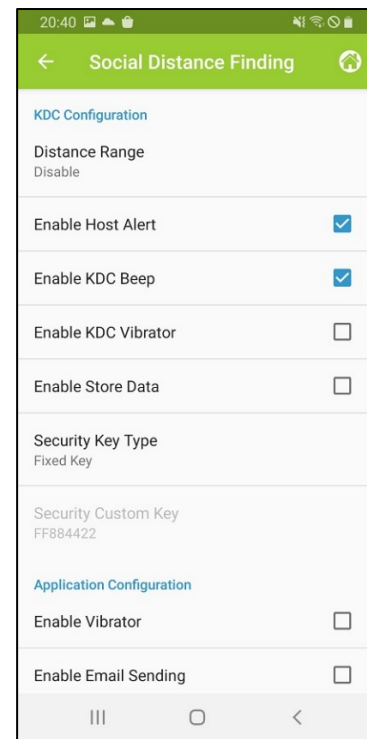 20:40
Social Distance Finding
KDC Configuration
Distance Range
Disable
Enable Host Alert
Enable KDC Beep
Enable KDC Vibrator
Enable Store Data
Security Key Type
Fixed Key
Security Custom Key
FF884422
Application Configuration
Enable Vibrator
Enable Email Sending